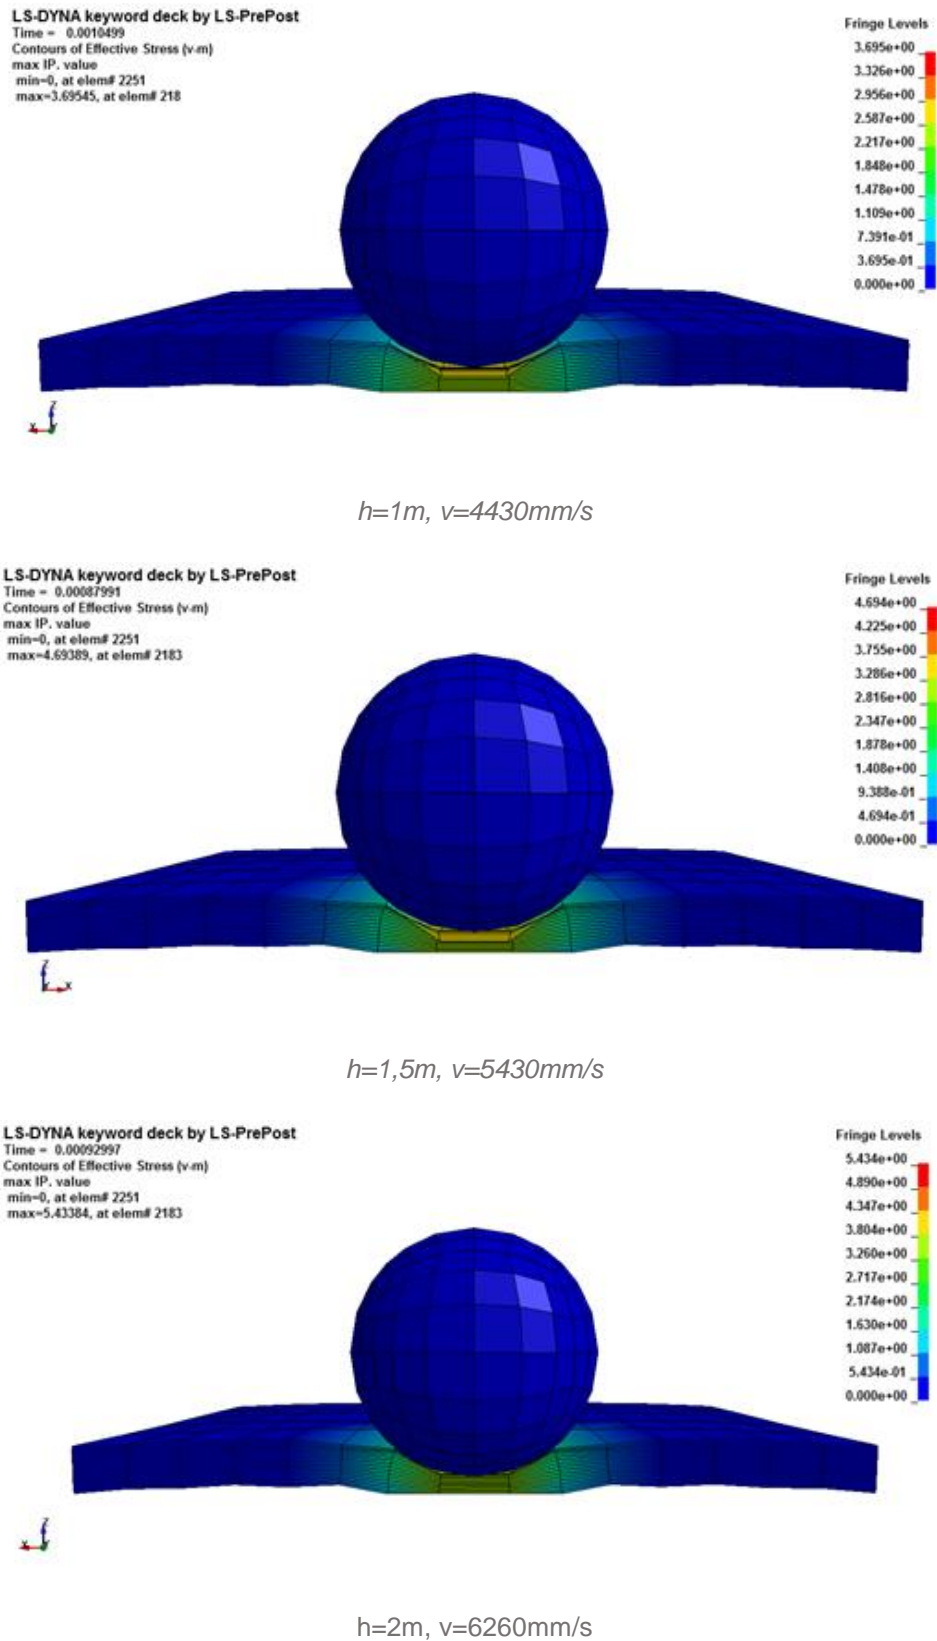 LS-DYNA keyword deck by LS-PrePost
Time = 0.0010499
Contours of Effective Stress (v-m)
max IP. value
min=0, at elem# 2251
max=3.69545, at elem# 218
Fringe Levels
3.695e+00
3.326e+00
2.956e+00
2.587e+00
2.217e+00
1.848e+00
1.478e+00
1.109e+00
7.391e-01
3.695e-01
0.000e+00
Z
X
Y
h=1m, v=4430mm/s
LS-DYNA keyword deck by LS-PrePost
Time = 0.00087991
Contours of Effective Stress (v-m)
max IP. value
min=0, at elem# 2251
max=4.69389, at elem# 2183
Fringe Levels
4.694e+00
4.225e+00
3.755e+00
3.286e+00
2.816e+00
2.347e+00
1.878e+00
1.408e+00
9.388e-01
4.694e-01
0.000e+00
Z
Y
X
h=1,5m, v=5430mm/s
LS-DYNA keyword deck by LS-PrePost
Time = 0.00092997
Contours of Effective Stress (v-m)
max IP. value
min=0, at elem# 2251
max=5.43384, at elem# 2183
Fringe Levels
5.434e+00
4.890e+00
4.347e+00
3.804e+00
3.260e+00
2.717e+00
2.174e+00
1.630e+00
1.087e+00
5.434e-01
0.000e+00
Z
X
Y
h=2m, v=6260mm/s